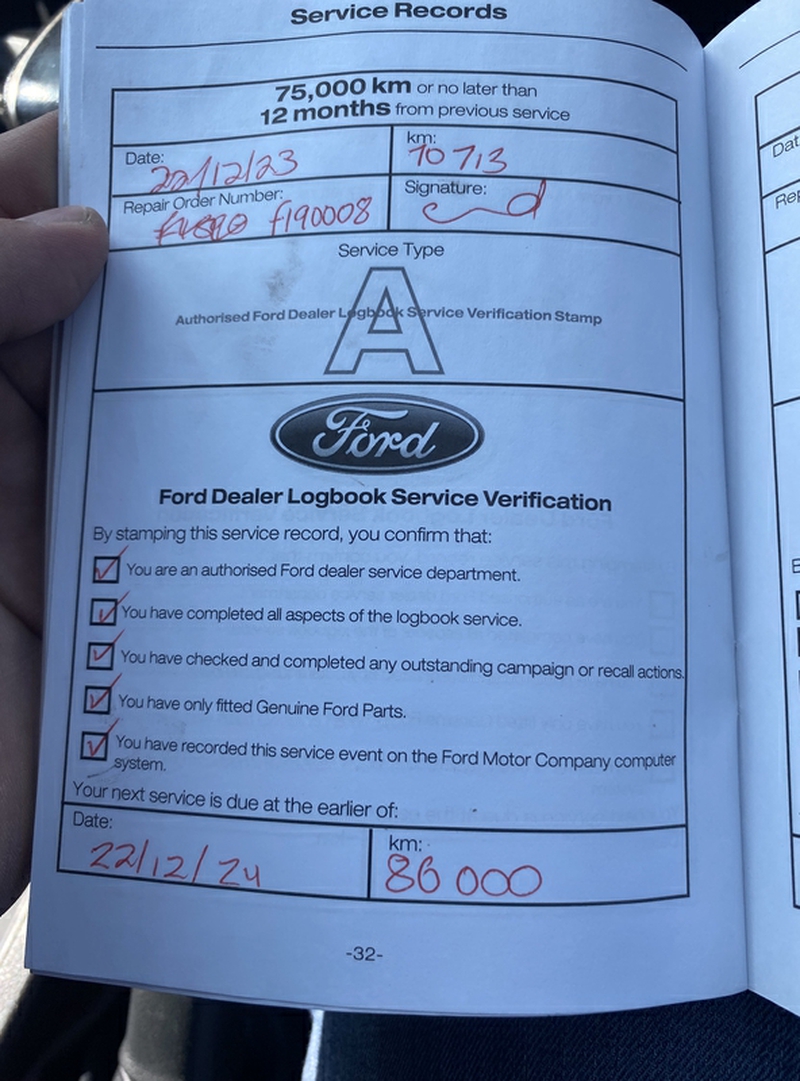 Service Records
75,000 km or no later than
12 months from previous service
Date: 22/12/23
km: 70 713
Repair Order Number: f190008
Signature:
Service Type
A
Authorised Ford Dealer Logbook Service Verification Stamp
Ford
Ford Dealer Logbook Service Verification
By stamping this service record, you confirm that:
You are an authorised Ford dealer service department.
You have completed all aspects of the logbook service.
You have checked and completed any outstanding campaign or recall actions.
You have only fitted Genuine Ford Parts.
You have recorded this service event on the Ford Motor Company computer
system.
Your next service is due at the earlier of:
Date: 22/12/24
km: 86 000
-32-